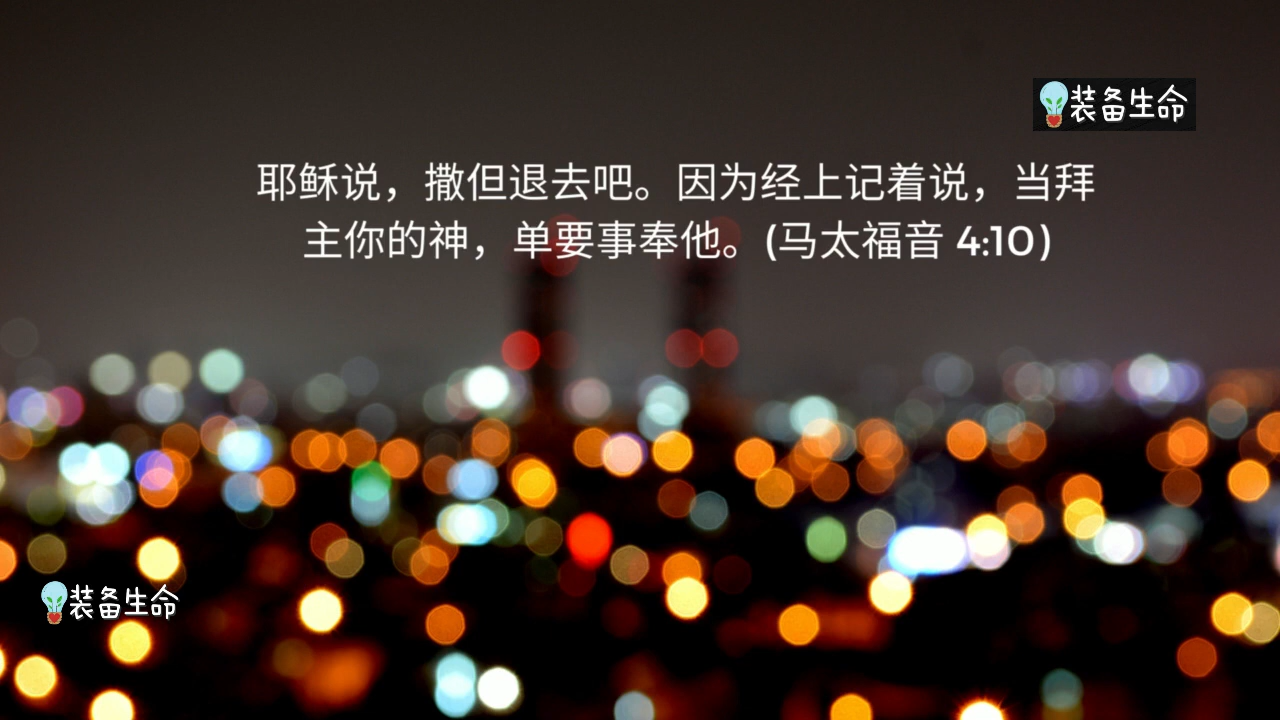 装备生命
耶稣说，撒但退去吧。因为经上记着说，当拜
主你的神，单要事奉他。(马太福音 4:10)
装备生命